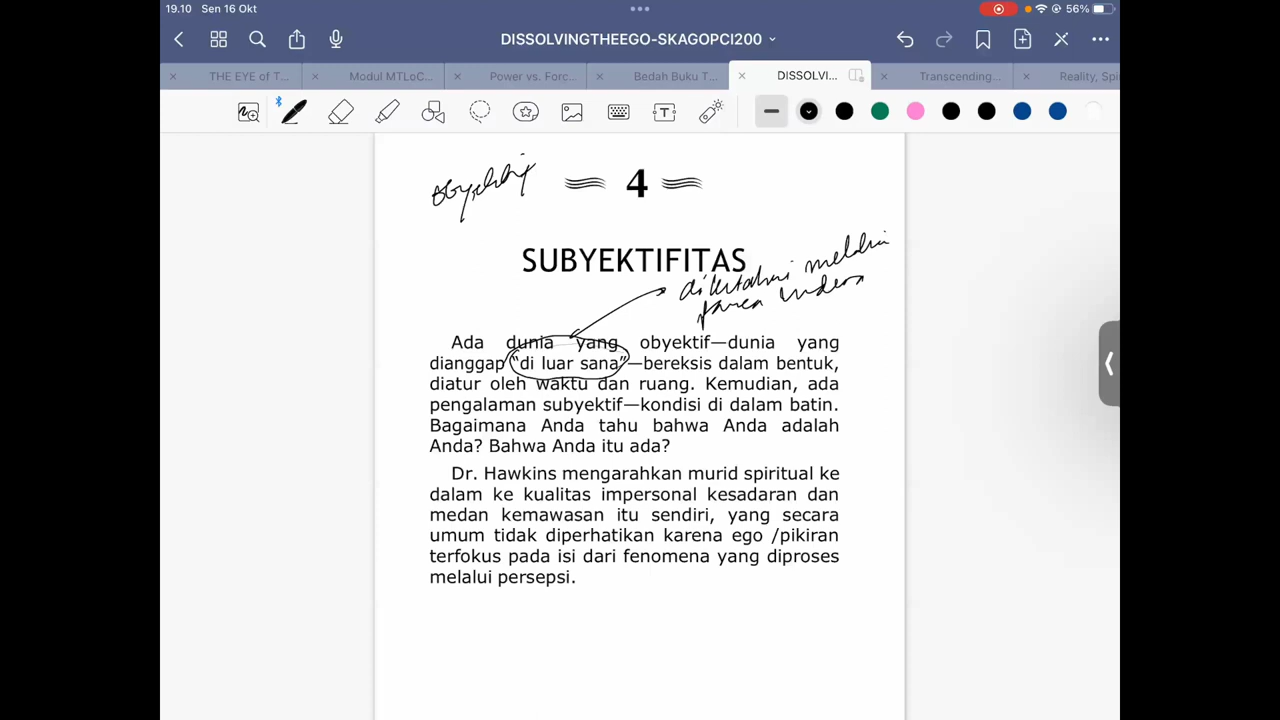 19.10 Sen 16 Okt
56%
DISSOLVINGTHEEGO-SKAGOPCI200
THE EYE of T... Modul MTLoC... Power vs. Forc... Bedah Buku T... DISSOLVI... Transcending... Reality, Spi
T
4
SUBYEKTIFITAS
diketahui melalui
panca indera
Ada dunia yang obyektif—dunia yang
dianggap “di luar sana”—bereksis dalam bentuk,
diatur oleh waktu dan ruang. Kemudian, ada
pengalaman subyektif—kondisi di dalam batin.
Bagaimana Anda tahu bahwa Anda adalah
Anda? Bahwa Anda itu ada?
Dr. Hawkins mengarahkan murid spiritual ke
dalam ke kualitas impersonal kesadaran dan
medan kemawasan itu sendiri, yang secara
umum tidak diperhatikan karena ego /pikiran
terfokus pada isi dari fenomena yang diproses
melalui persepsi.